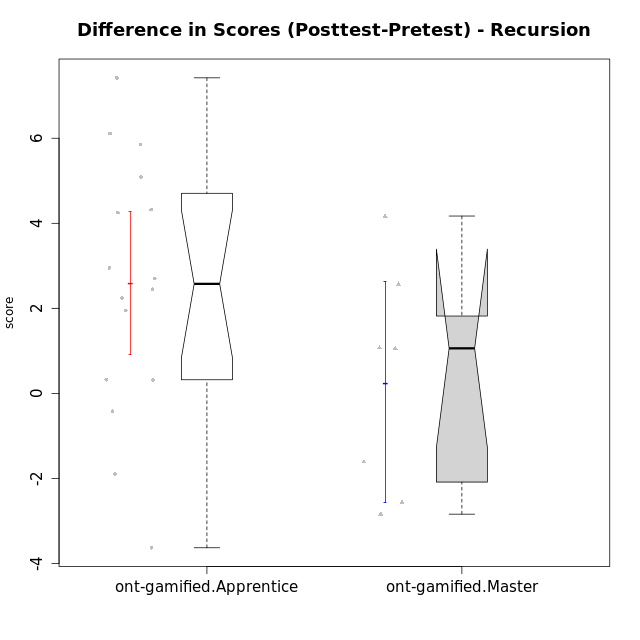 Difference in Scores (Posttest-Pretest) - Recursion
score
6
4
2
0
-2
-4
ont-gamified.Apprentice
ont-gamified.Master